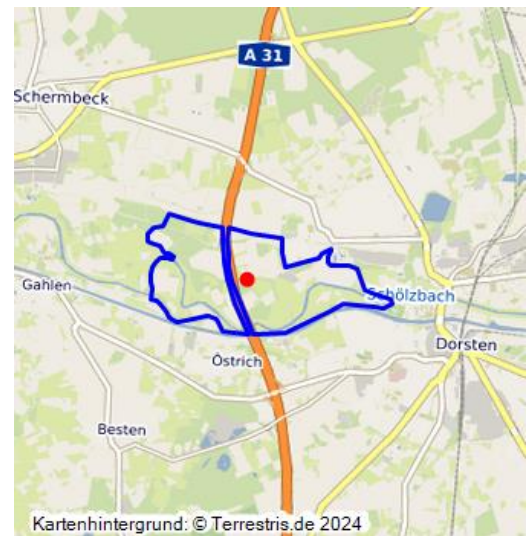 A 31
Schermbeck
Gahlen
Schölzbach
Dorsten
Östrich
Besten
Kartenhintergrund: © Terrestris.de 2024